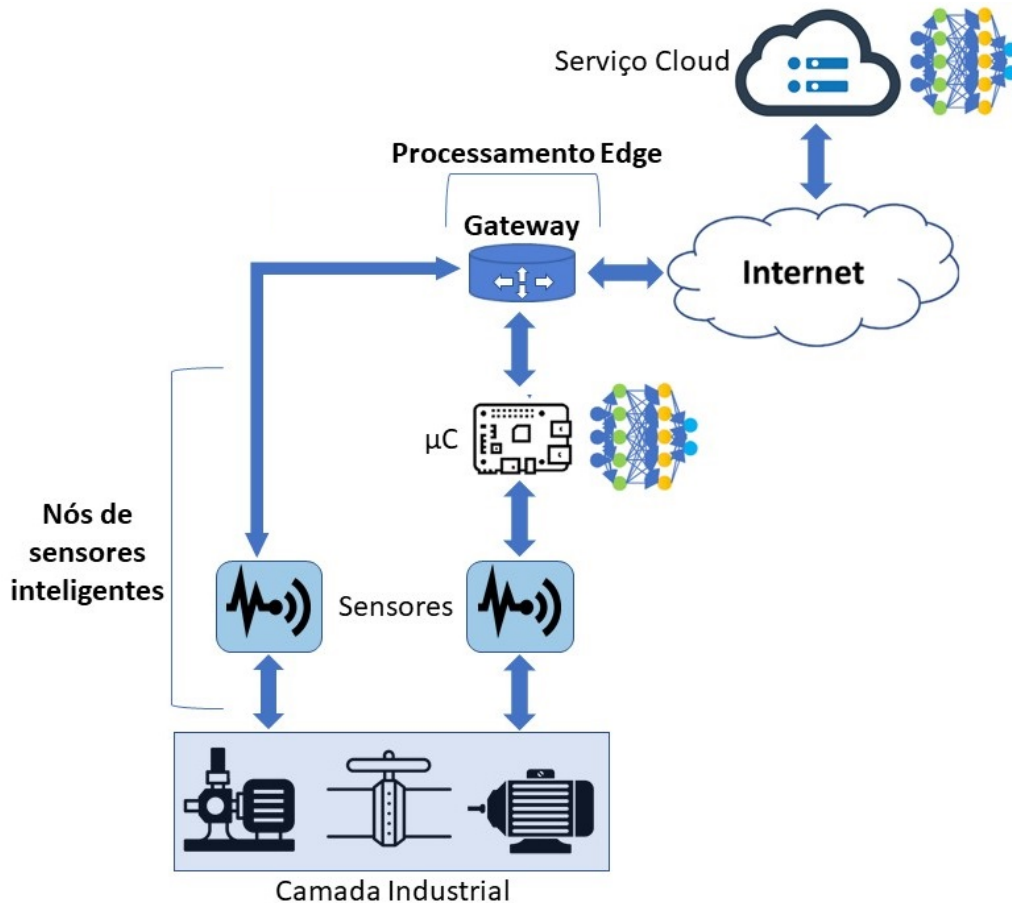 Serviço Cloud
Processamento Edge
Gateway
Internet
µC
Nós de
sensores
inteligentes
Sensores
Camada Industrial